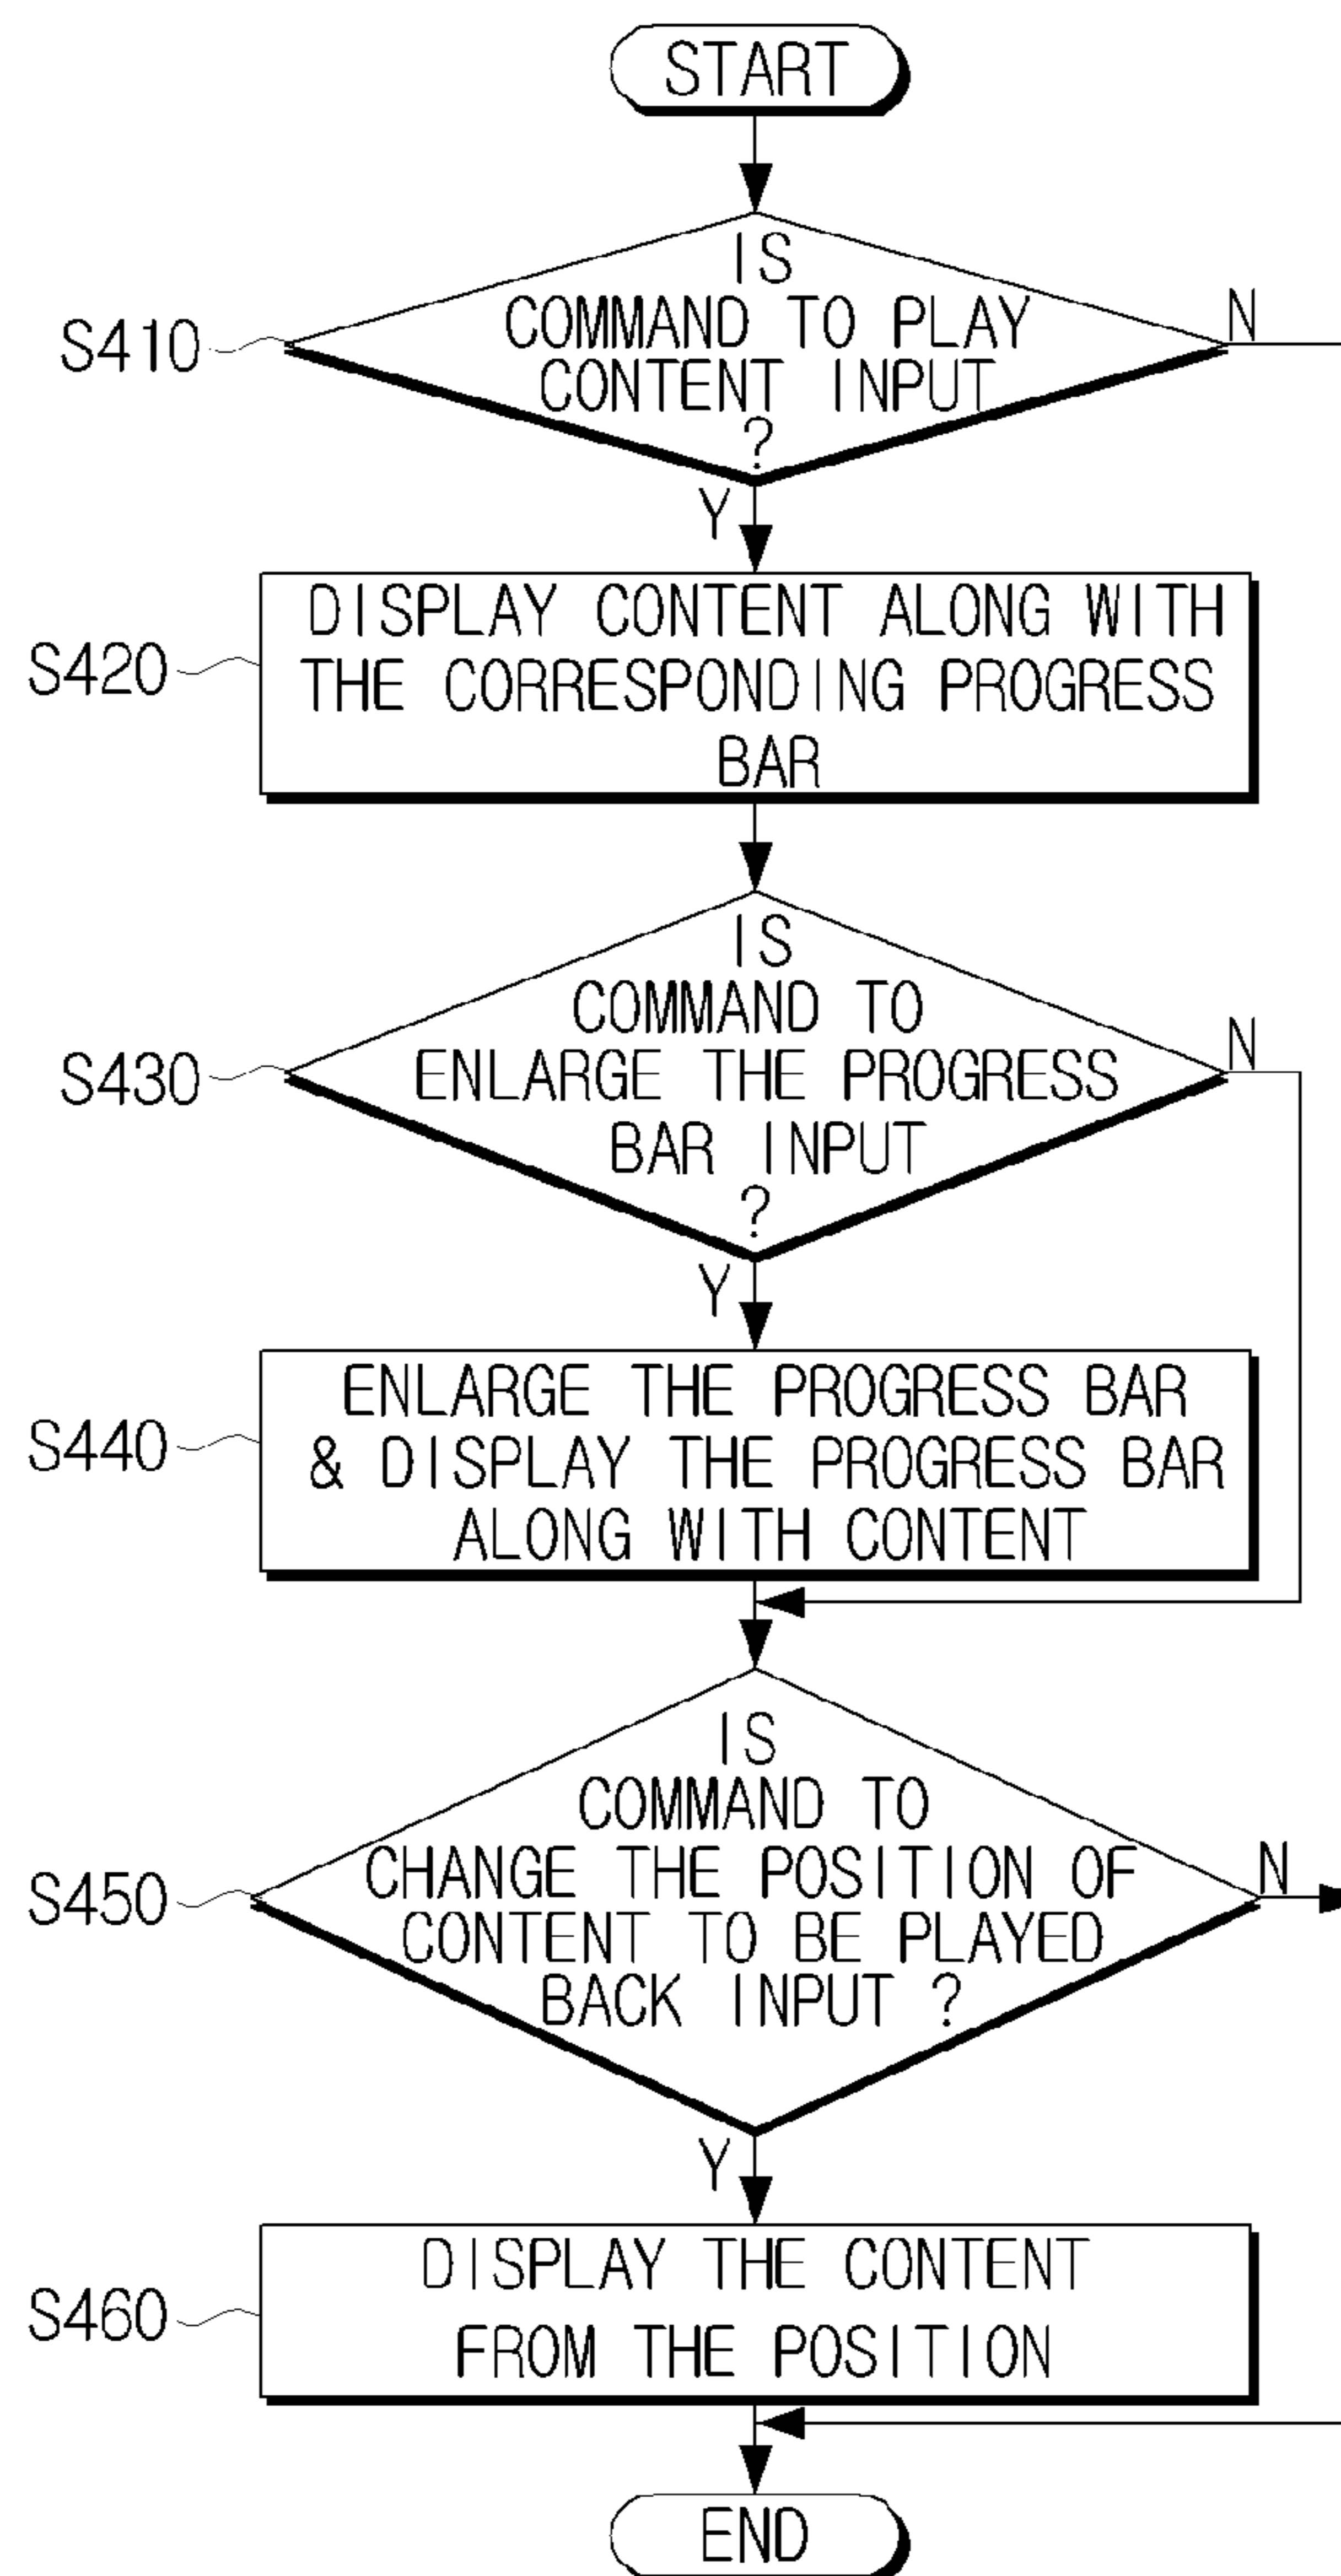 START
IS
COMMAND TO PLAY
CONTENT INPUT
?
S410
N
Y
DISPLAY CONTENT ALONG WITH
THE CORRESPONDING PROGRESS
BAR
S420
IS
COMMAND TO
ENLARGE THE PROGRESS
BAR INPUT
?
S430
N
Y
ENLARGE THE PROGRESS BAR
& DISPLAY THE PROGRESS BAR
ALONG WITH CONTENT
S440
IS
COMMAND TO
CHANGE THE POSITION OF
CONTENT TO BE PLAYED
BACK INPUT ?
S450
N
Y
DISPLAY THE CONTENT
FROM THE POSITION
S460
END